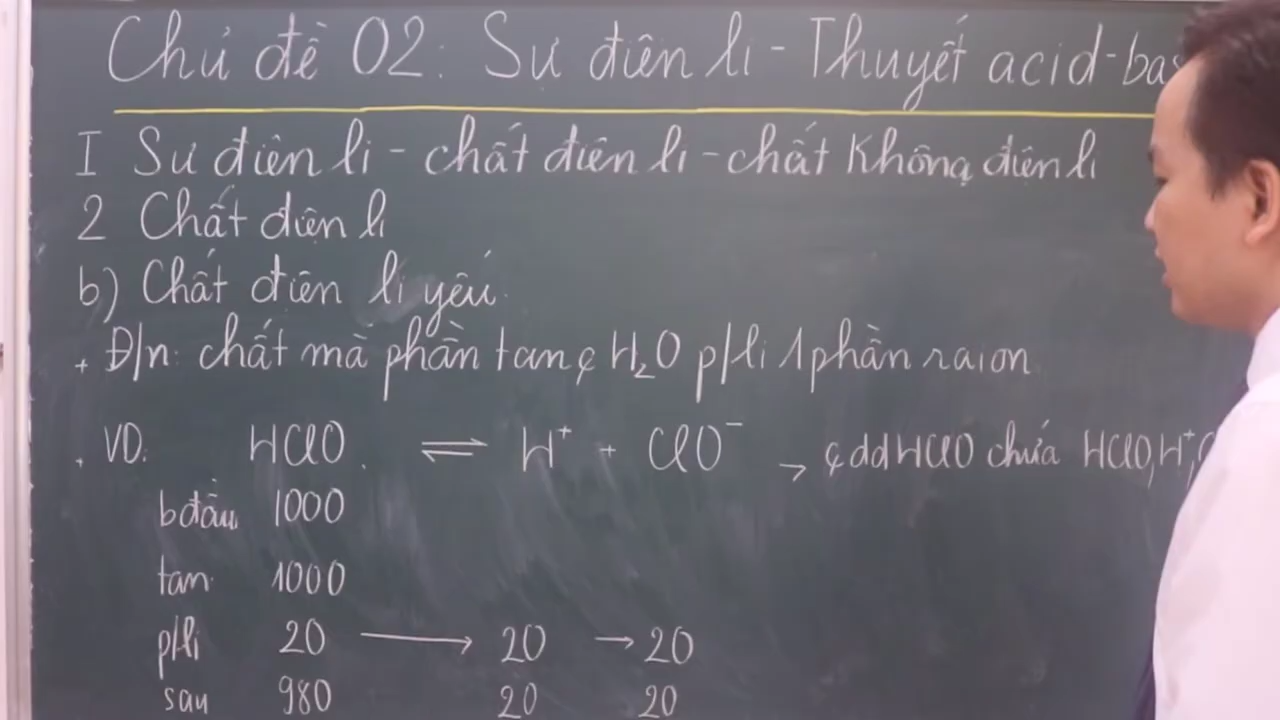 Chủ đề 02: Sự điện li - Thuyết acid-bas
I Sự điện li - chất điện li - chất Không điện li
2 Chất điện li
b) Chất điện li yếu.
+ Đ/n: chất mà phần tan ç H₂O p/li 1 phần ra ion.
. VD: HClO ⇌ H⁺ + ClO⁻ → ç dd HClO chứa HClO, H⁺,
bđầu 1000
tan 1000
p/li 20 ⟶ 20 → 20
sau 980 20 20